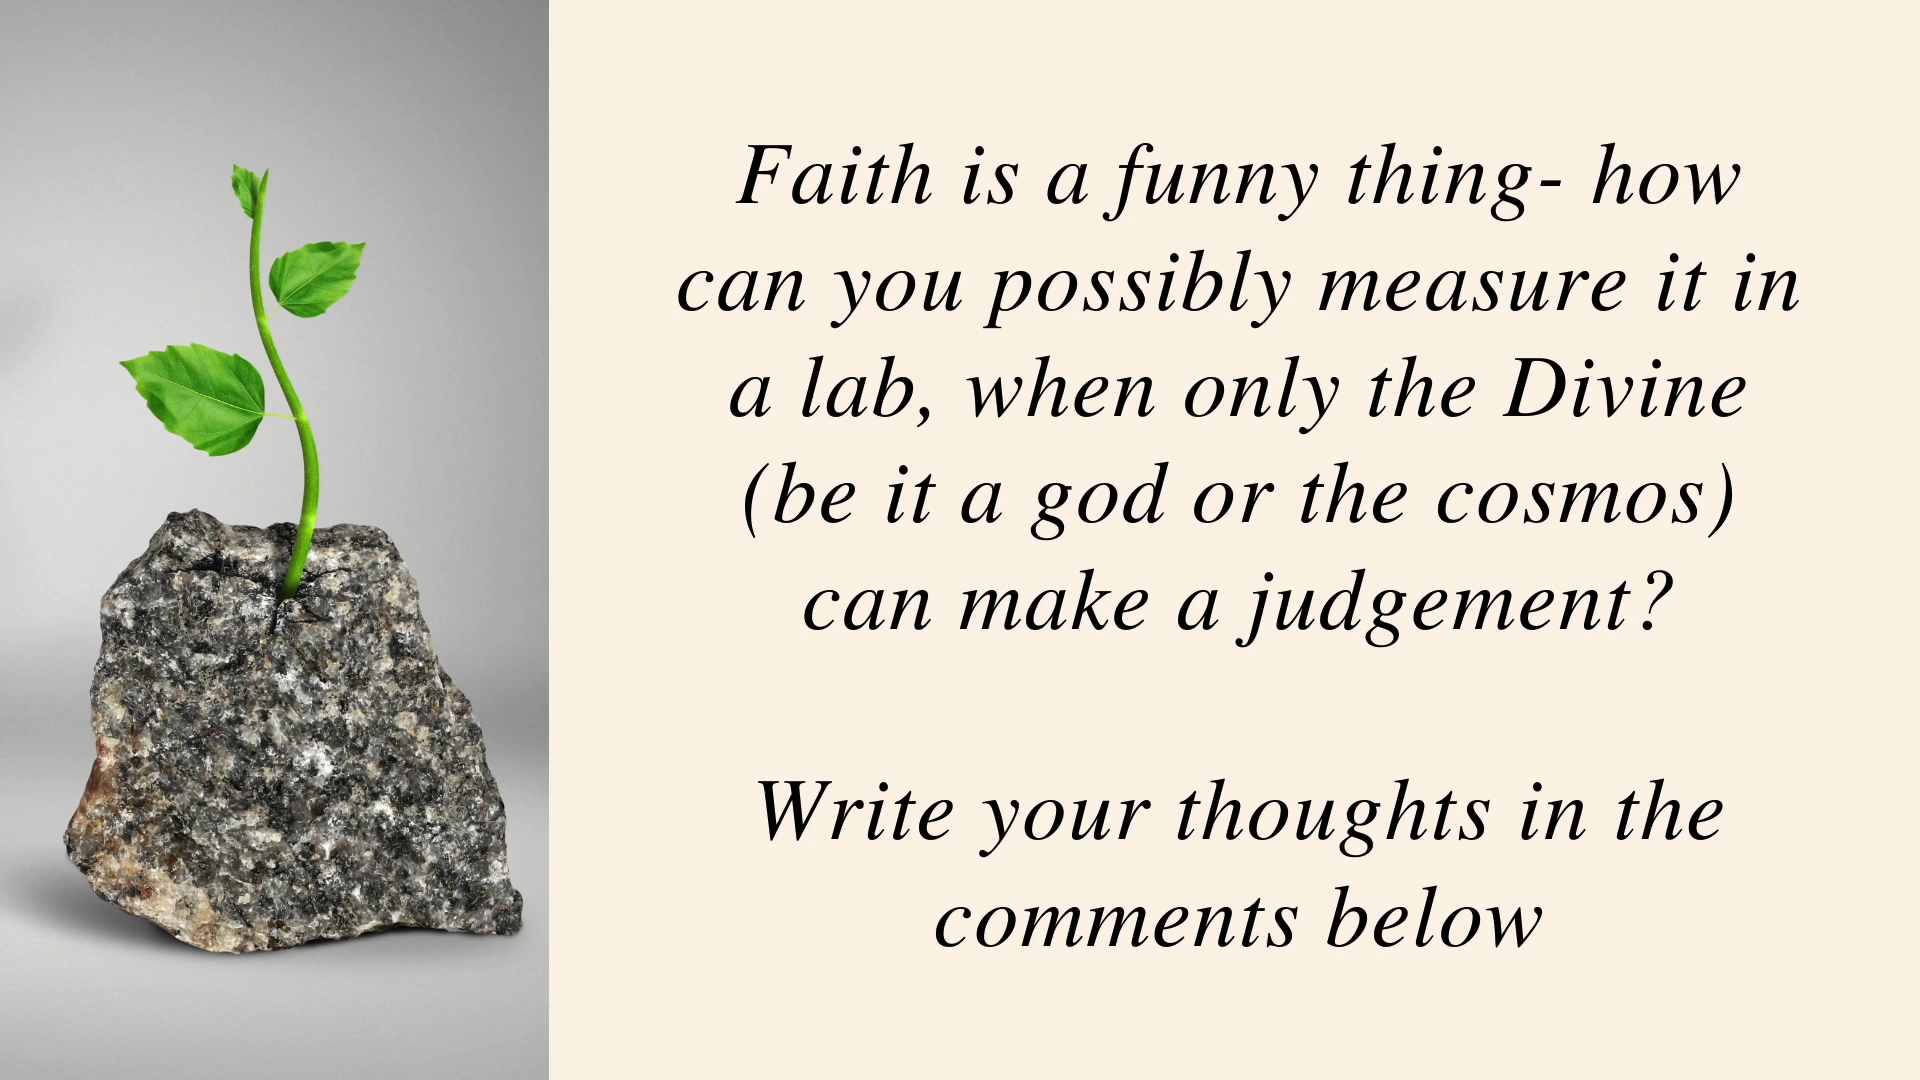 Faith is a funny thing- how
can you possibly measure it in
a lab, when only the Divine
(be it a god or the cosmos)
can make a judgement?
Write your thoughts in the
comments below